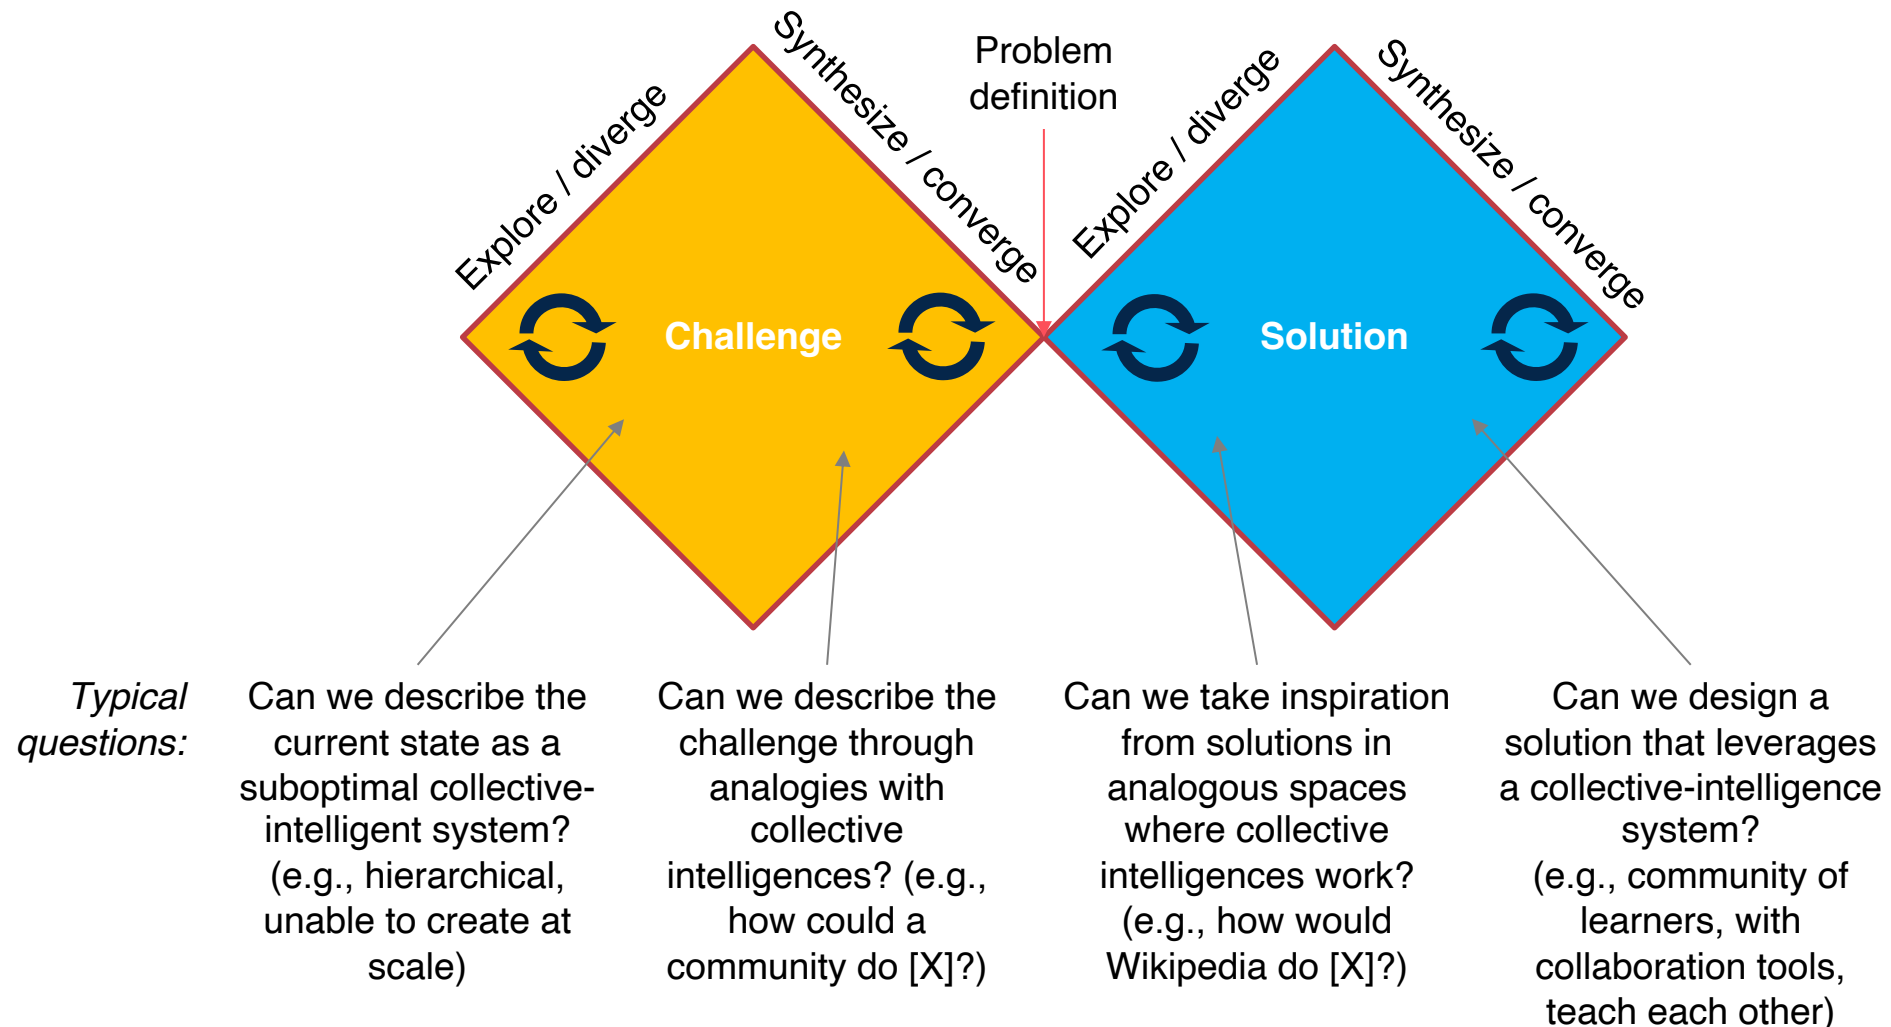 Explore / diverge
Synthesize / converge
Problem
definition
Explore / diverge
Synthesize / converge
Challenge
Solution
Typical
questions:
Can we describe the
current state as a
suboptimal collective-
intelligent system?
(e.g., hierarchical,
unable to create at
scale)
Can we describe the
challenge through
analogies with
collective
intelligences? (e.g.,
how could a
community do [X]?)
Can we take inspiration
from solutions in
analogous spaces
where collective
intelligences work?
(e.g., how would
Wikipedia do [X]?)
Can we design a
solution that leverages
a collective-intelligence
system?
(e.g., community of
learners, with
collaboration tools,
teach each other)